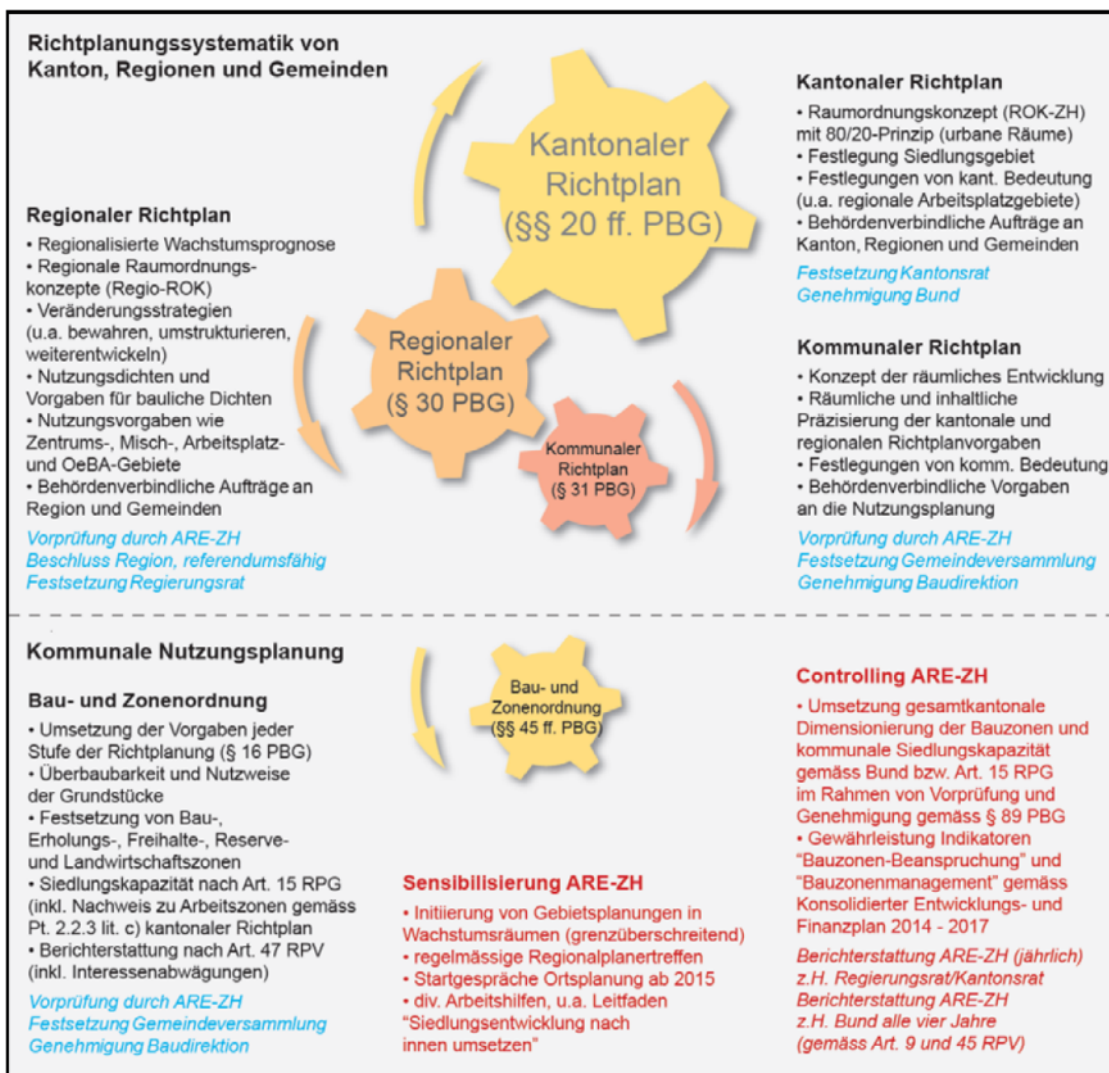 Richtplanungssystematik von
Kanton, Regionen und Gemeinden
Kantonaler
Richtplan
(§§ 20 ff. PBG)
Kantonaler Richtplan
• Raumordnungskonzept (ROK-ZH)
mit 80/20-Prinzip (urbane Räume)
• Festlegung Siedlungsgebiet
• Festlegungen von kant. Bedeutung
(u.a. regionale Arbeitsplatzgebiete)
• Behördenverbindliche Aufträge an
Kanton, Regionen und Gemeinden
Festsetzung Kantonsrat
Genehmigung Bund
Regionaler Richtplan
• Regionalisierte Wachstumsprognose
• Regionale Raumordnungs-
konzepte (Regio-ROK)
• Veränderungsstrategien
(u.a. bewahren, umstrukturieren,
weiterentwickeln)
• Nutzungsdichten und
Vorgaben für bauliche Dichten
• Nutzungsvorgaben wie
Zentrums-, Misch-, Arbeitsplatz-
und OeBA-Gebiete
• Behördenverbindliche Aufträge an
Region und Gemeinden
Vorprüfung durch ARE-ZH
Beschluss Region, referendumsfähig
Festsetzung Regierungsrat
Regionaler
Richtplan
(§ 30 PBG)
Kommunaler
Richtplan
(§ 31 PBG)
Kommunaler Richtplan
• Konzept der räumliches Entwicklung
• Räumliche und inhaltliche
Präzisierung der kantonale und
regionalen Richtplanvorgaben
• Festlegungen von komm. Bedeutung
• Behördenverbindliche Vorgaben
an die Nutzungsplanung
Vorprüfung durch ARE-ZH
Festsetzung Gemeindeversammlung
Genehmigung Baudirektion
Kommunale Nutzungsplanung
Bau- und Zonenordnung
• Umsetzung der Vorgaben jeder
Stufe der Richtplanung (§ 16 PBG)
• Überbaubarkeit und Nutzweise
der Grundstücke
• Festsetzung von Bau-,
Erholungs-, Freihalte-, Reserve-
und Landwirtschaftszonen
• Siedlungskapazität nach Art. 15 RPG
(inkl. Nachweis zu Arbeitszonen gemäss
Pt. 2.2.3 lit. c) kantonaler Richtplan
• Berichterstattung nach Art. 47 RPV
(inkl. Interessenabwägungen)
Vorprüfung durch ARE-ZH
Festsetzung Gemeindeversammlung
Genehmigung Baudirektion
Bau- und
Zonenordnung
(§§ 45 ff. PBG)
Sensibilisierung ARE-ZH
• Initiierung von Gebietsplanungen in
Wachstumsräumen (grenzüberschreitend)
• regelmässige Regionalplanertreffen
• Startgespräche Ortsplanung ab 2015
• div. Arbeitshilfen, u.a. Leitfaden
"Siedlungsentwicklung nach
innen umsetzen"
Controlling ARE-ZH
• Umsetzung gesamtkantonale
Dimensionierung der Bauzonen und
kommunale Siedlungskapazität
gemäss Bund bzw. Art. 15 RPG
im Rahmen von Vorprüfung und
Genehmigung gemäss § 89 PBG
• Gewährleistung Indikatoren
"Bauzonen-Beanspruchung" und
"Bauzonenmanagement" gemäss
Konsolidierter Entwicklungs- und
Finanzplan 2014 - 2017
Berichterstattung ARE-ZH (jährlich)
z.H. Regierungsrat/Kantonsrat
Berichterstattung ARE-ZH
z.H. Bund alle vier Jahre
(gemäss Art. 9 und 45 RPV)